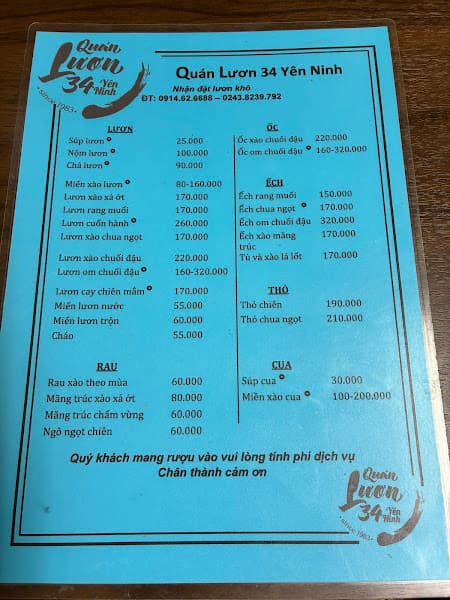 Quán
Lươn
34 Yên
Ninh
since 1983
Quán Lươn 34 Yên Ninh
Nhận đặt lươn khô
ĐT: 0914.62.6688 – 0243.8239.792
LƯƠN
Súp lươn 25.000
Nộm lươn 100.000
Chả lươn 90.000
Miến xào lươn 80-160.000
Lươn xào xả ớt 170.000
Lươn rang muối 170.000
Lươn cuốn hành 260.000
Lươn xào chua ngọt 170.000
Lươn xào chuối đậu 220.000
Lươn om chuối đậu 160-320.000
Lươn cay chiên mắm 170.000
Miến lươn nước 55.000
Miến lươn trộn 60.000
Cháo 55.000
RAU
Rau xào theo mùa 60.000
Măng trúc xào xả ớt 80.000
Măng trúc chấm vừng 60.000
Ngô ngọt chiên 60.000
ỐC
Ốc xào chuối đậu 220.000
Ốc om chuối đậu 160-320.000
ẾCH
Ếch rang muối 150.000
Ếch chua ngọt 170.000
Ếch om chuối đậu 320.000
Ếch xào măng 170.000
trúc
Tù và xào lá lốt 170.000
THỎ
Thỏ chiên 190.000
Thỏ chua ngọt 210.000
CUA
Súp cua 30.000
Miến xào cua 100-200.000
Quý khách mang rượu vào vui lòng tính phí dịch vụ
Chân thành cảm ơn
Quán
Lươn
34 Yên
Ninh
since 1983